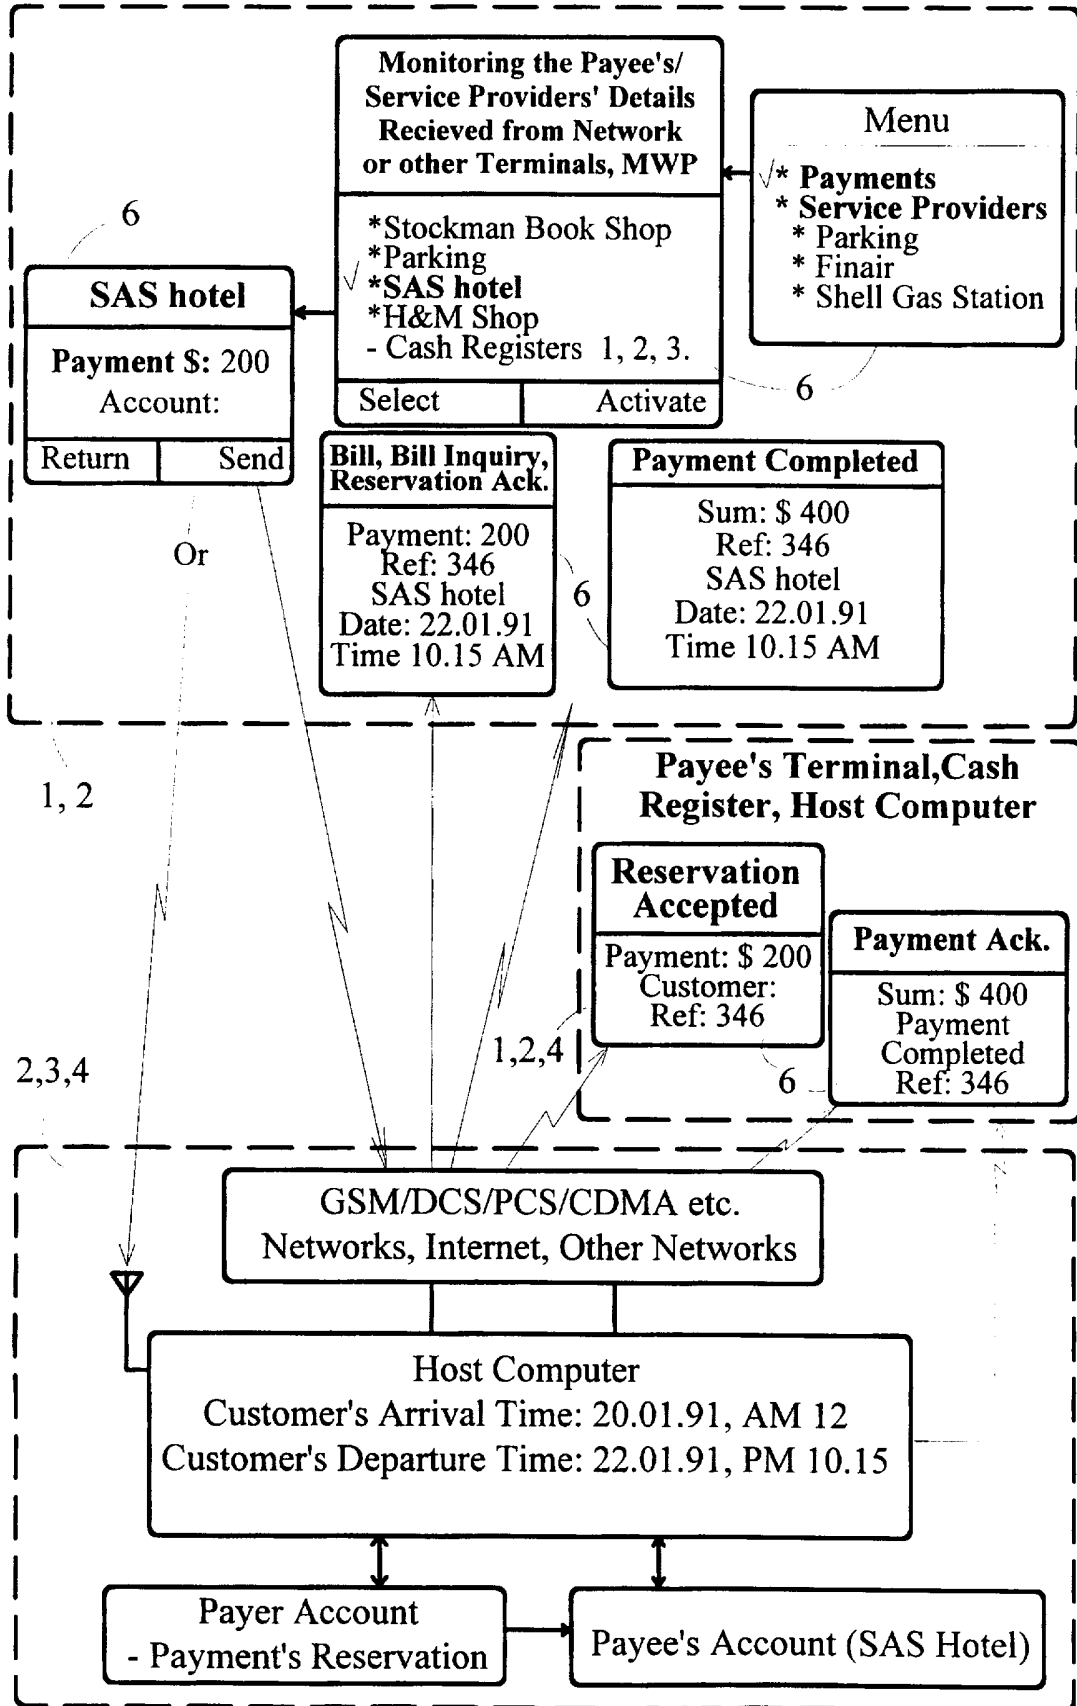 Monitoring the Payee's/
Service Providers' Details
Recieved from Network
or other Terminals, MWP
*Stockman Book Shop
*Parking
√ *SAS hotel
*H&M Shop
- Cash Registers 1, 2, 3.
Select Activate
Menu
√* Payments
* Service Providers
* Parking
* Finair
* Shell Gas Station
6
6
SAS hotel
Payment $: 200
Account:
Return Send
Or
Bill, Bill Inquiry,
Reservation Ack.
Payment: 200
Ref: 346
SAS hotel
Date: 22.01.91
Time 10.15 AM
6
Payment Completed
Sum: $ 400
Ref: 346
SAS hotel
Date: 22.01.91
Time 10.15 AM
1, 2
Payee's Terminal,Cash
Register, Host Computer
Reservation
Accepted
Payment: $ 200
Customer:
Ref: 346
Payment Ack.
Sum: $ 400
Payment
Completed
Ref: 346
1,2,4
6
2,3,4
GSM/DCS/PCS/CDMA etc.
Networks, Internet, Other Networks
Host Computer
Customer's Arrival Time: 20.01.91, AM 12
Customer's Departure Time: 22.01.91, PM 10.15
Payer Account
- Payment's Reservation
Payee's Account (SAS Hotel)